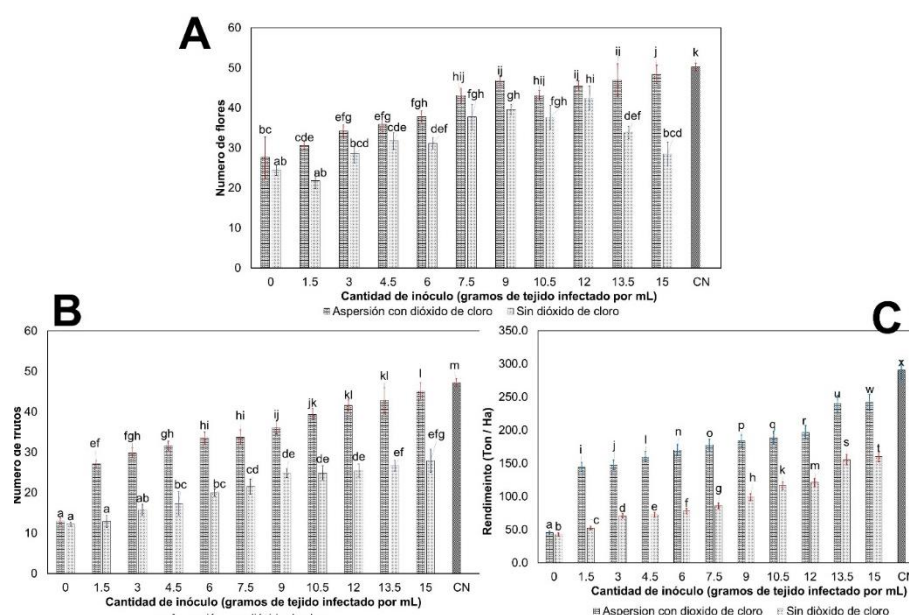 A
Numero de flores
60
50
40
30
20
10
0
bc ab cde ab efg bcd efg cde fgh def hij fgh ij gh hij fgh ij hi ij def j bcd k
0 1.5 3 4.5 6 7.5 9 10.5 12 13.5 15 CN
Cantidad de inóculo (gramos de tejido infectado por mL)
Aspersión con dióxido de cloro Sin dióxido de cloro
B
Numero de frutos
60
50
40
30
20
10
0
a a ef a fgh ab gh bc hi bc hi cd ij de jk de kl de kl ef l efg m
0 1.5 3 4.5 6 7.5 9 10.5 12 13.5 15 CN
Cantidad de inóculo (gramos de tejido infectado por mL)
C
Rendimeinto (Ton / Ha)
350.0
300.0
250.0
200.0
150.0
100.0
50.0
0.0
a b i c j d l e n f o g p h q k r m u s w t x
0 1.5 3 4.5 6 7.5 9 10.5 12 13.5 15 CN
Cantidad de inóculo (gramos de tejido infectado por mL)
Aspersion con dioxido de cloro Sin dióxido de cloro